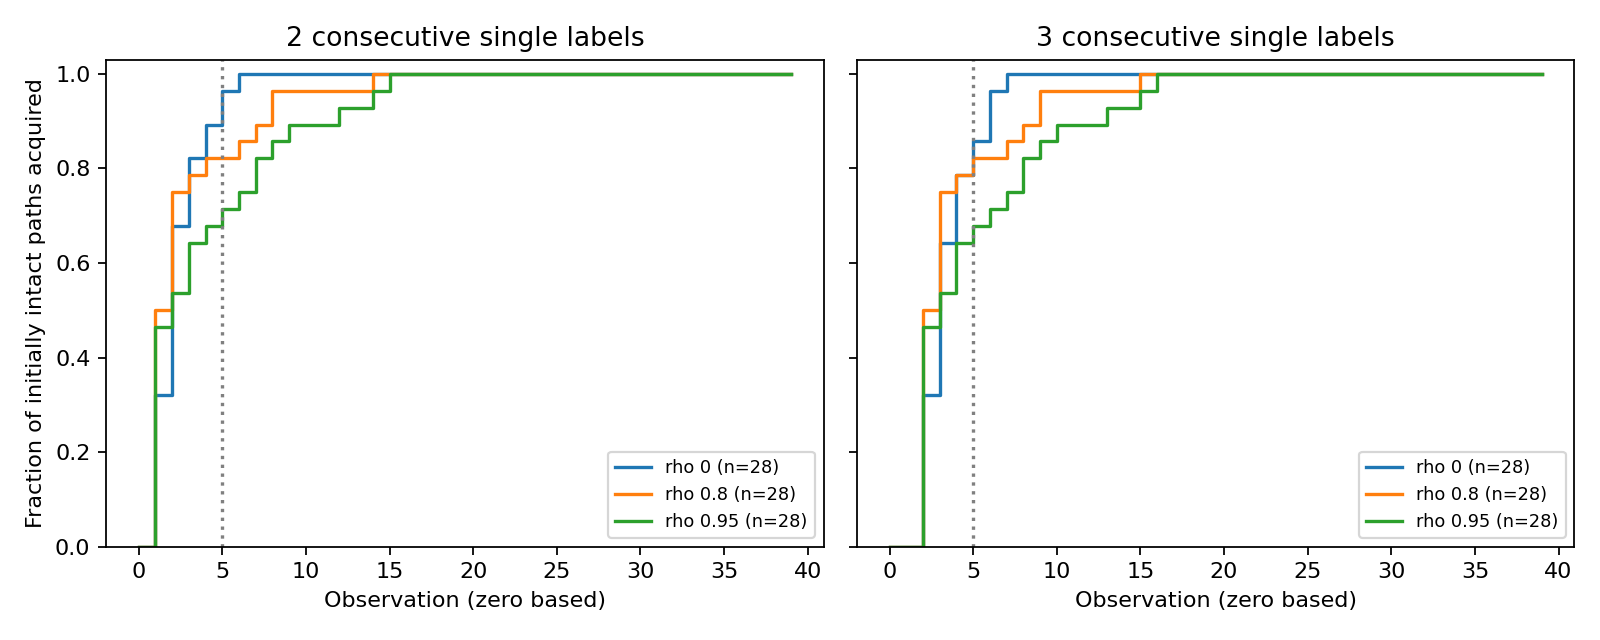 2 consecutive single labels
3 consecutive single labels
Fraction of initially intact paths acquired
1.0
0.8
0.6
0.4
0.2
0.0
rho 0 (n=28)
rho 0.8 (n=28)
rho 0.95 (n=28)
0 5 10 15 20 25 30 35 40
Observation (zero based)
rho 0 (n=28)
rho 0.8 (n=28)
rho 0.95 (n=28)
0 5 10 15 20 25 30 35 40
Observation (zero based)